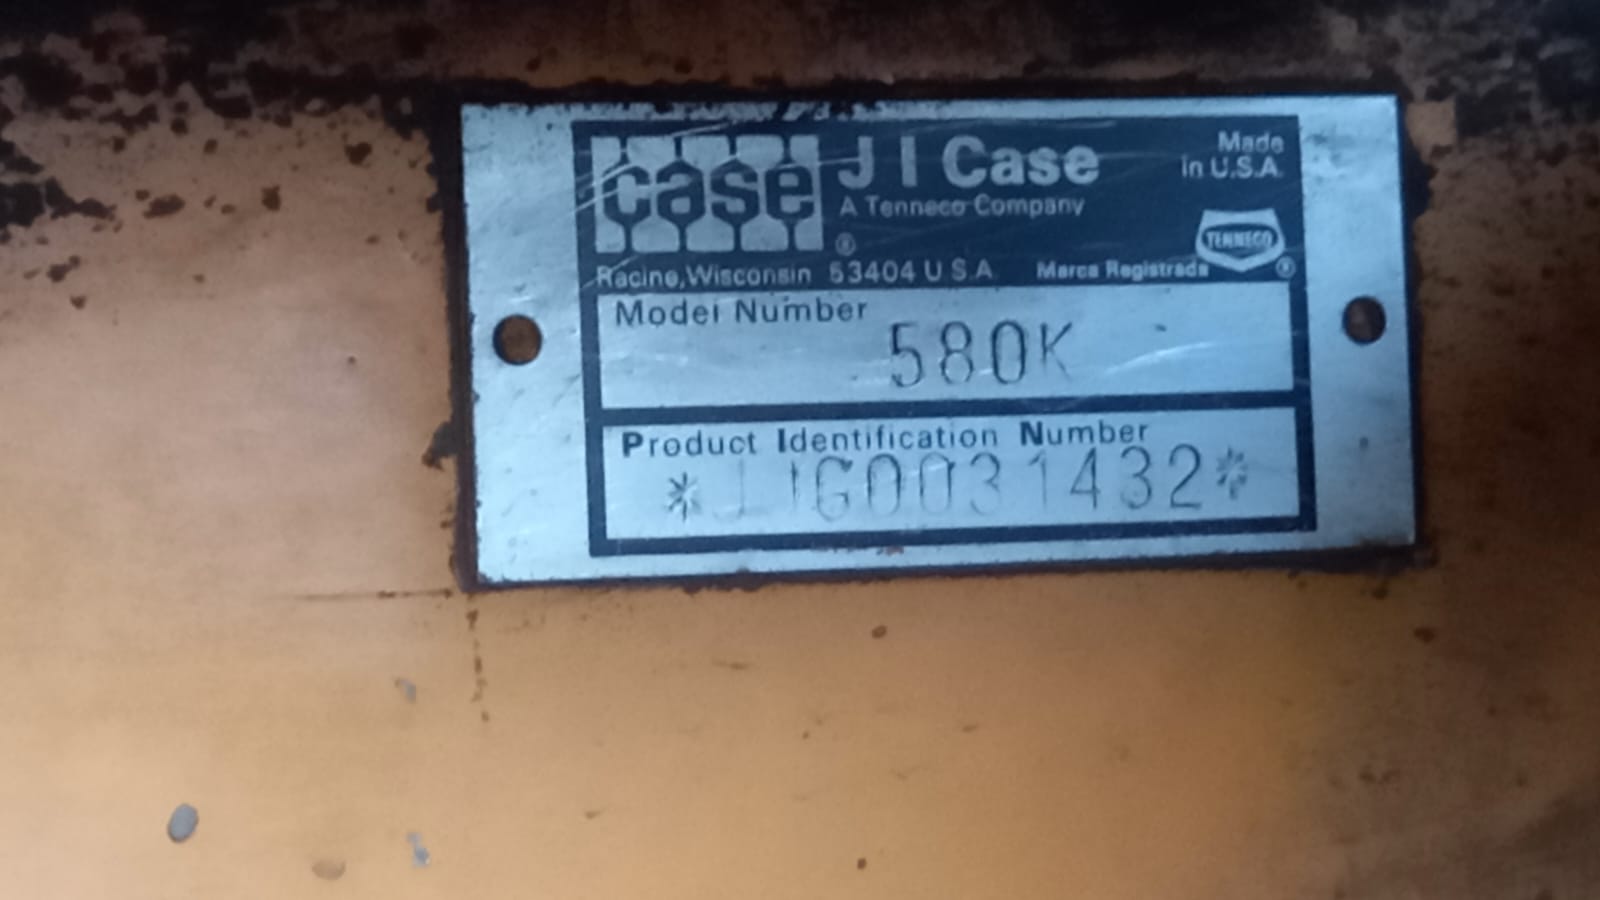 case J I Case Made
in U.S.A.
A Tenneco Company
TENNECO
®
Racine, Wisconsin 53404 U.S.A. Marca Registrada ®
Model Number
580K
Product Identification Number
*JJG0031432*